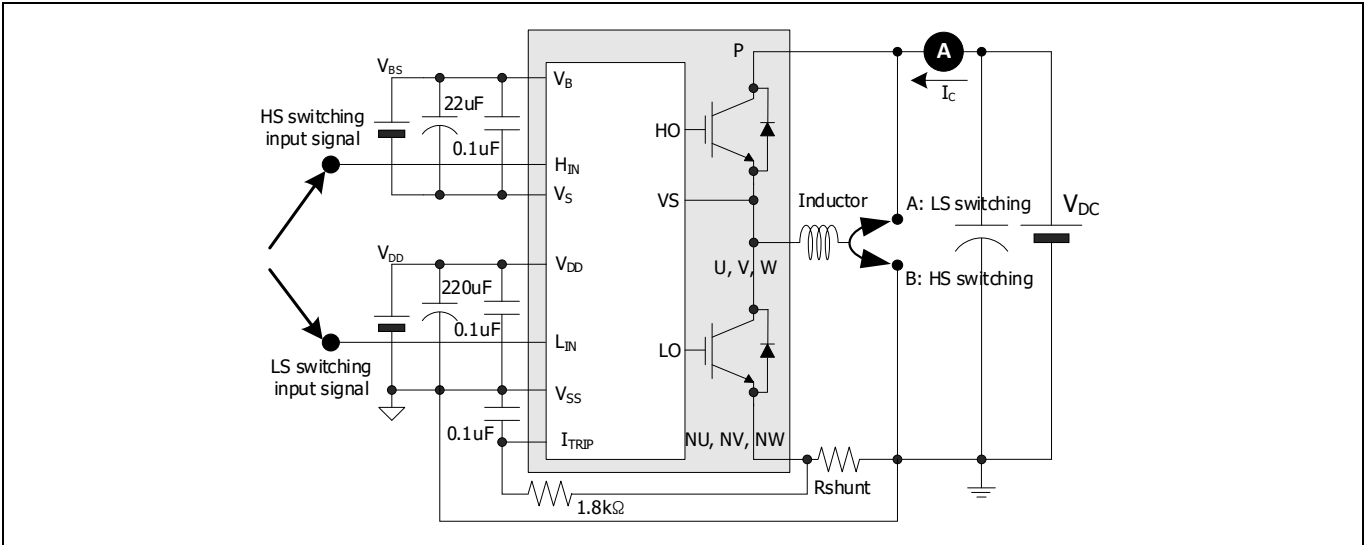 P
A
I_C
V_BS
V_B
22uF
HS switching
input signal
HO
0.1uF
H_IN
V_S
VS
Inductor
A: LS switching
V_DC
V_DD
V_DD
U, V, W
B: HS switching
220uF
0.1uF
L_IN
LO
LS switching
input signal
V_SS
0.1uF
I_TRIP
NU, NV, NW
Rshunt
1.8kΩ